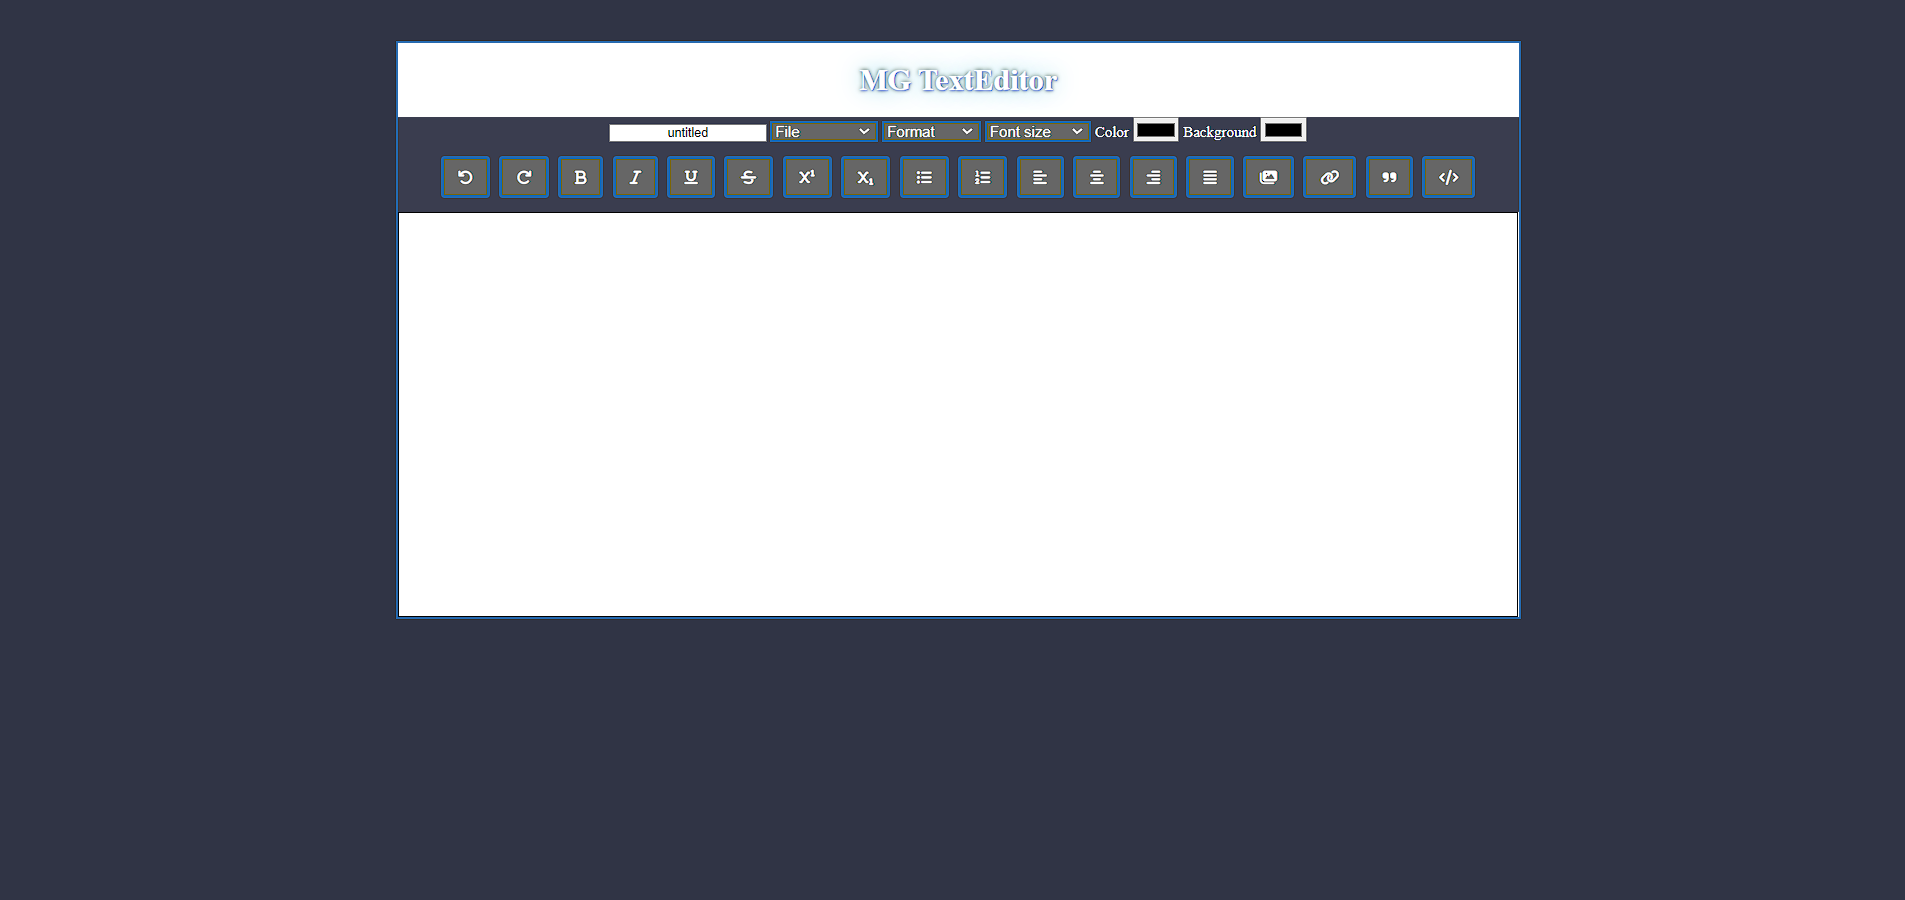 MG TextEditor
untitled File Format Font size Color Background
B I U S X¹ X₁